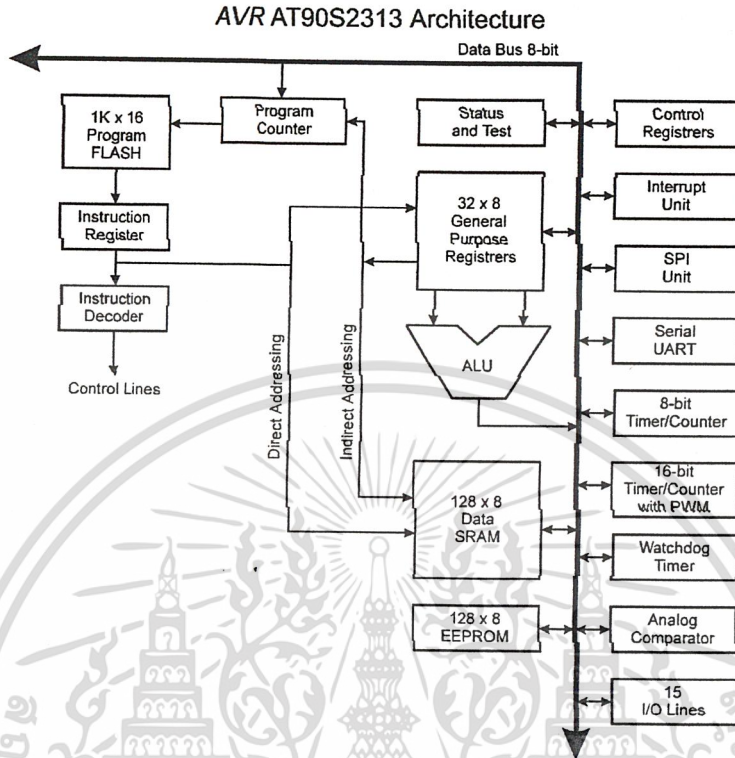 AVR AT90S2313 Architecture
Data Bus 8-bit
1K x 16
Program
FLASH
Program
Counter
Status
and Test
Control
Registrers
Instruction
Register
32 x 8
General
Purpose
Registrers
Interrupt
Unit
SPI
Unit
Instruction
Decoder
Control Lines
Direct Addressing
Indirect Addressing
ALU
Serial
UART
8-bit
Timer/Counter
128 x 8
Data
SRAM
16-bit
Timer/Counter
with PWM
Watchdog
Timer
128 x 8
EEPROM
Analog
Comparator
15
I/O Lines